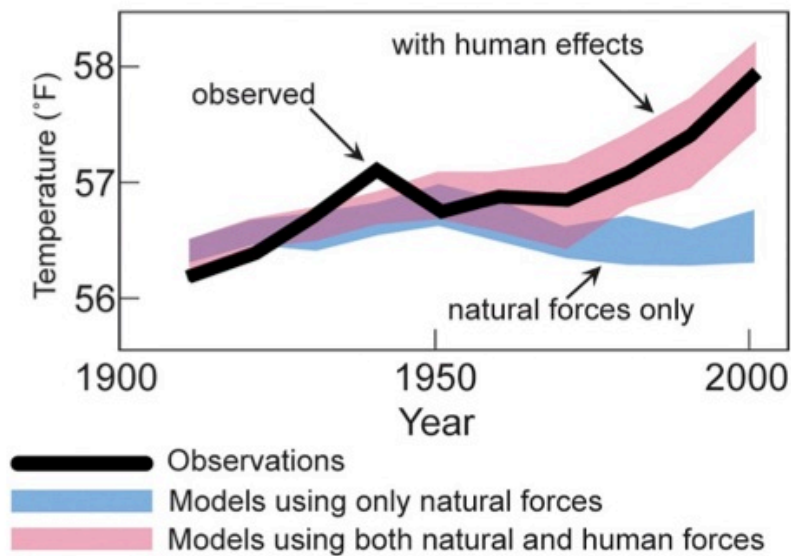 58
with human effects
observed
57
Temperature (˚F)
56
natural forces only
1900
1950
2000
Year
Observations
Models using only natural forces
Models using both natural and human forces